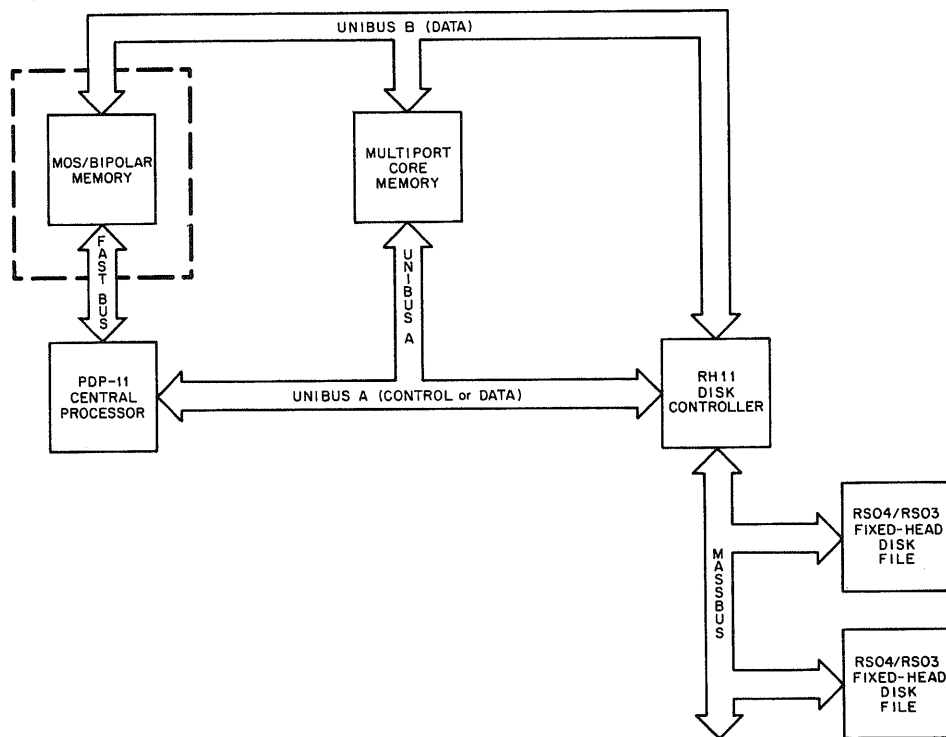 UNIBUS B (DATA)
MOS/BIPOLAR
MEMORY
MULTIPORT
CORE
MEMORY
FAST BUS
UNIBUS A
PDP-11
CENTRAL
PROCESSOR
UNIBUS A (CONTROL or DATA)
RH11
DISK
CONTROLLER
MASSBUS
RS04/RS03
FIXED-HEAD
DISK
FILE
RS04/RS03
FIXED-HEAD
DISK
FILE